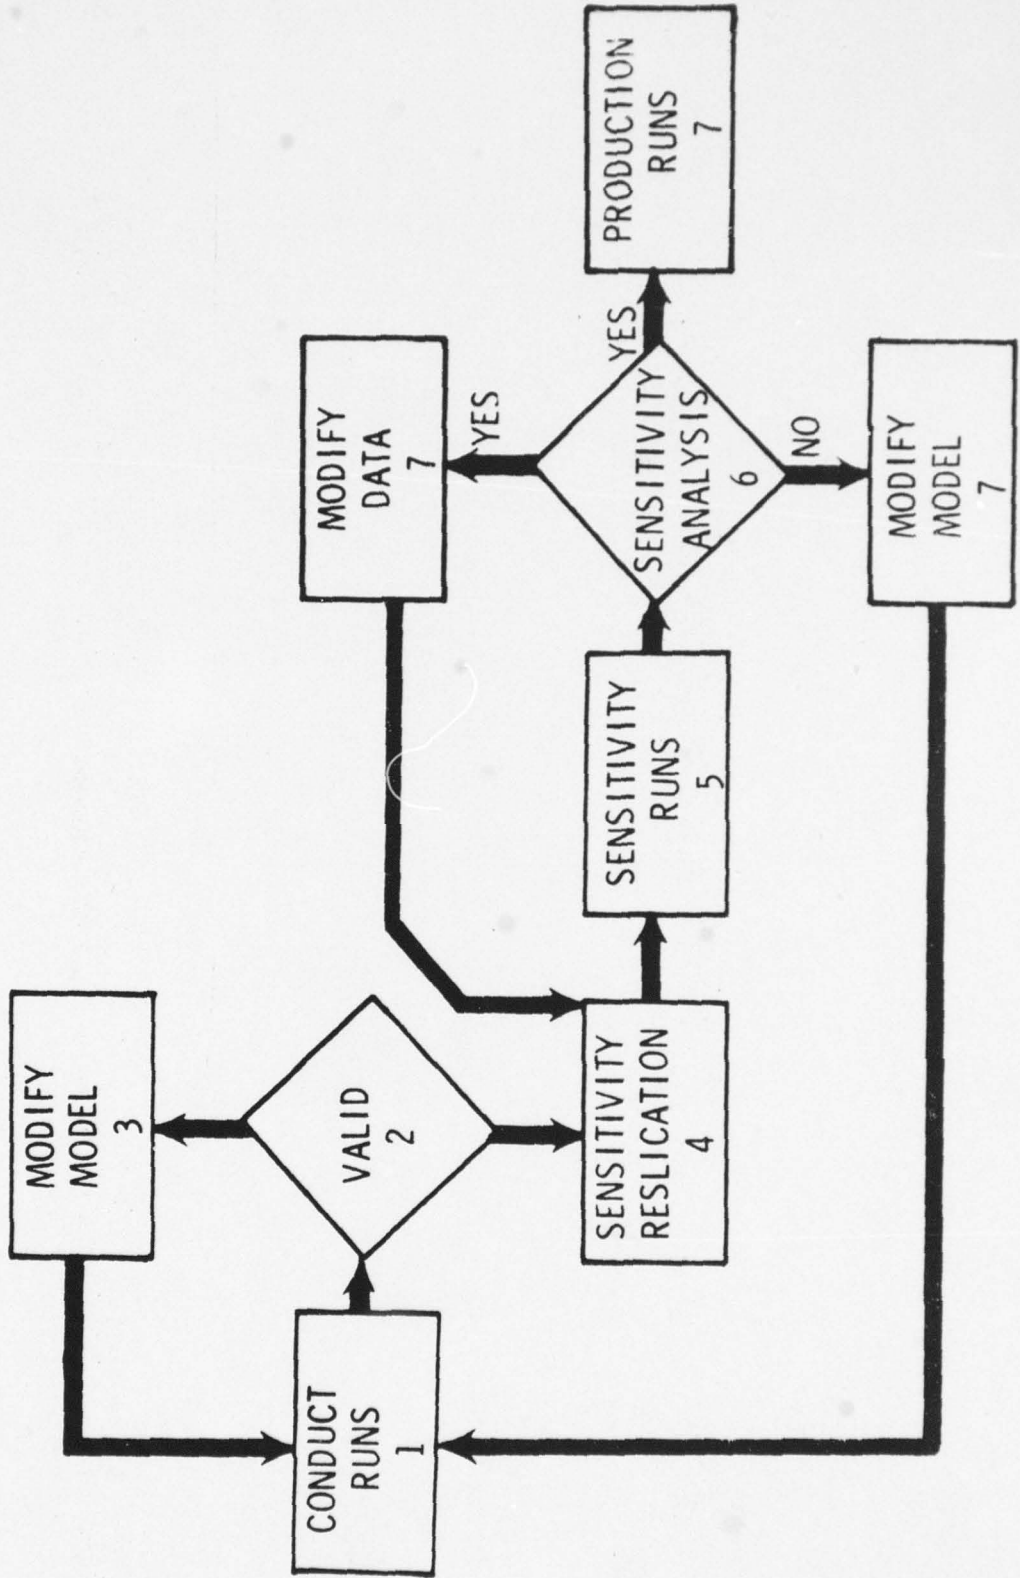 CONDUCT
RUNS
1
VALID
2
MODIFY
MODEL
3
SENSITIVITY
RESLICATION
4
SENSITIVITY
RUNS
5
SENSITIVITY
ANALYSIS
6
YES
MODIFY
DATA
7
YES
PRODUCTION
RUNS
7
NO
MODIFY
MODEL
7